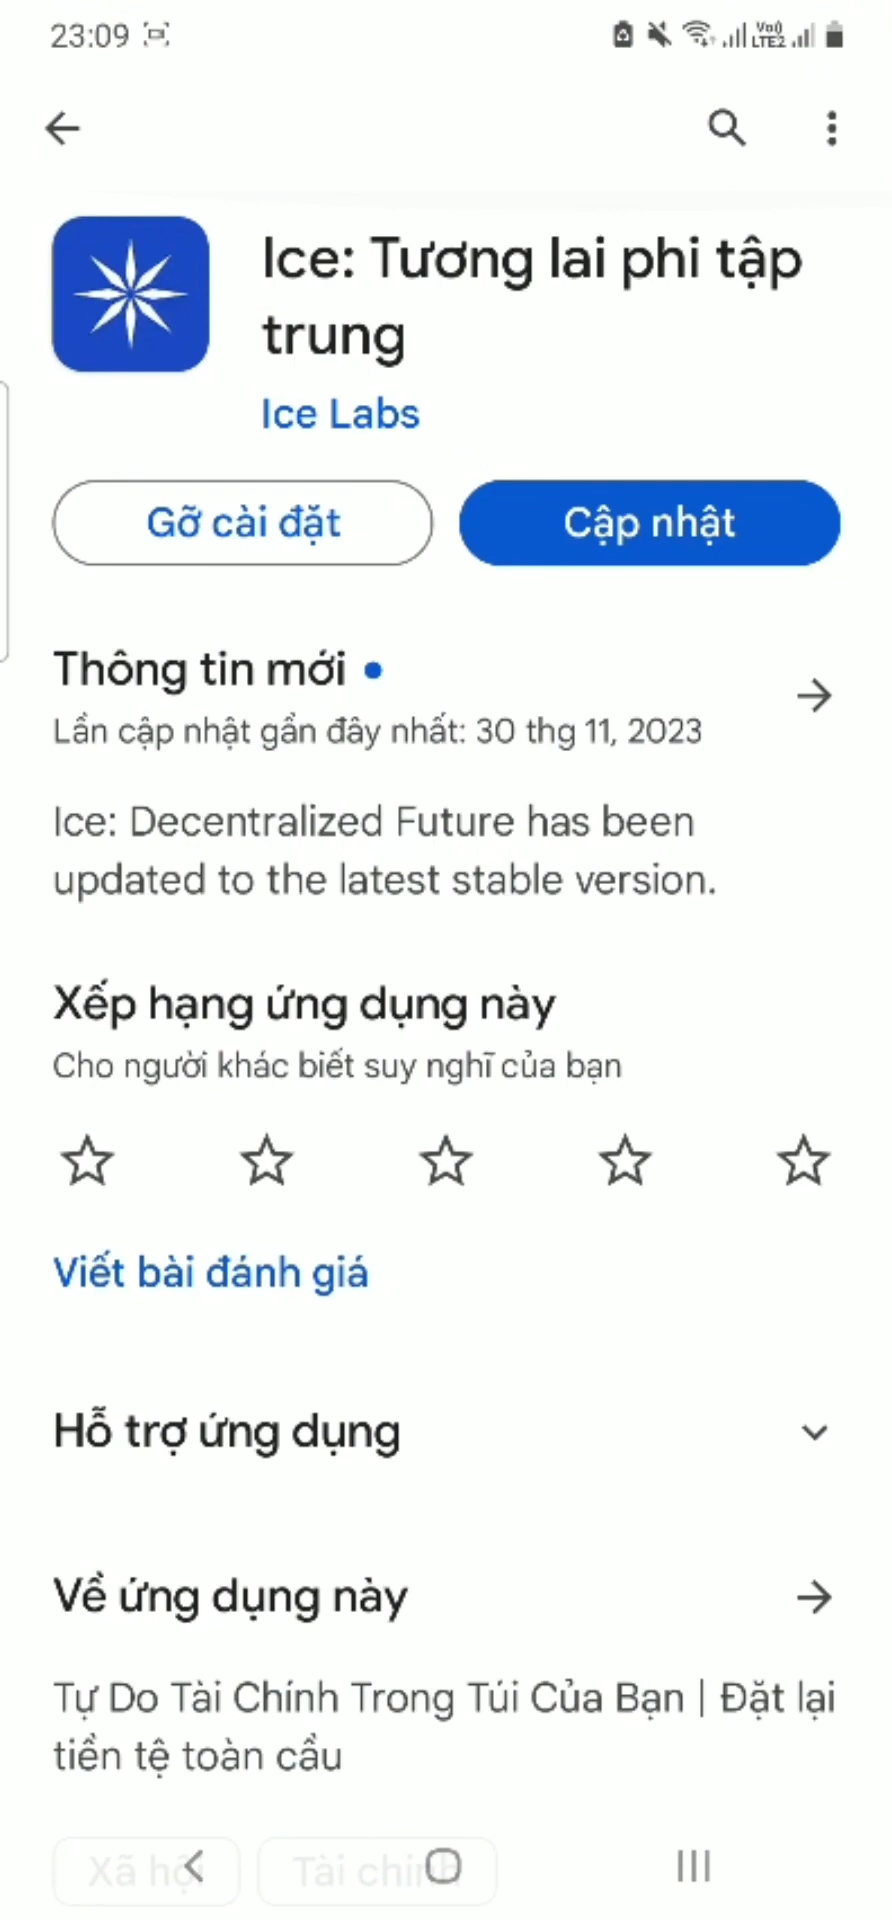 23:09
Vo)) LTE2
Ice: Tương lai phi tập
trung
Ice Labs
Gỡ cài đặt
Cập nhật
Thông tin mới
Lần cập nhật gần đây nhất: 30 thg 11, 2023
Ice: Decentralized Future has been
updated to the latest stable version.
Xếp hạng ứng dụng này
Cho người khác biết suy nghĩ của bạn
Viết bài đánh giá
Hỗ trợ ứng dụng
Về ứng dụng này
Tự Do Tài Chính Trong Túi Của Bạn | Đặt lại
tiền tệ toàn cầu
Xã hội
Tài chính